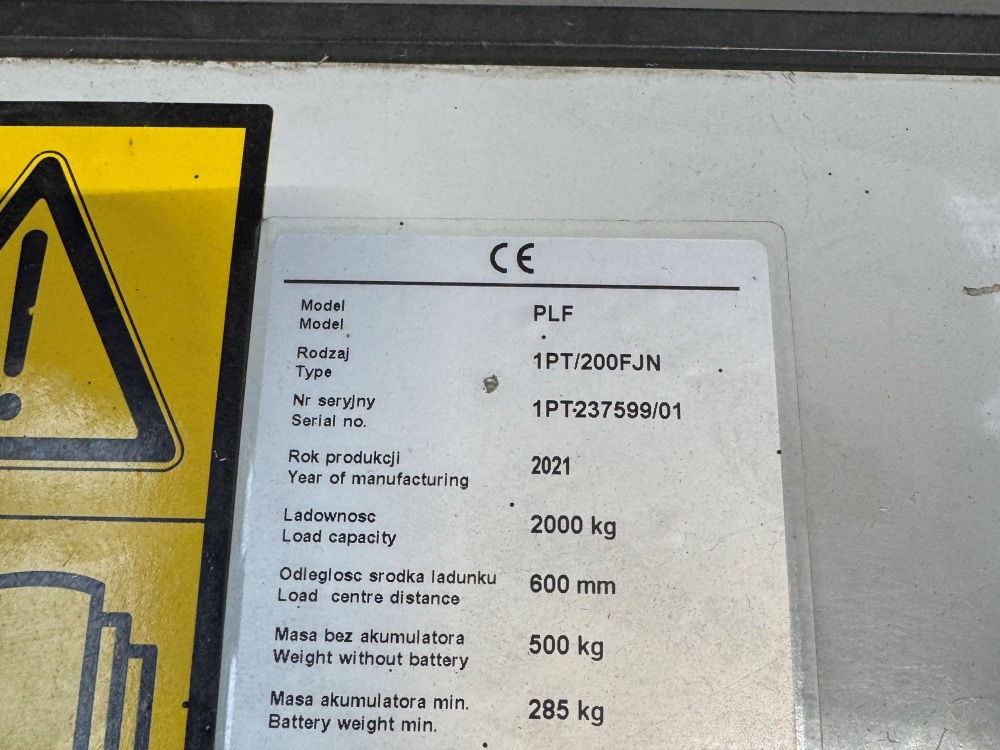 CE
Model PLF
Model
Rodzaj 1PT/200FJN
Type
Nr seryjny 1PT-237599/01
Serial no.
Rok produkcji 2021
Year of manufacturing
Ladownosc 2000 kg
Load capacity
Odleglosc srodka ladunku 600 mm
Load centre distance
Masa bez akumulatora 500 kg
Weight without battery
Masa akumulatora min. 285 kg
Battery weight min.